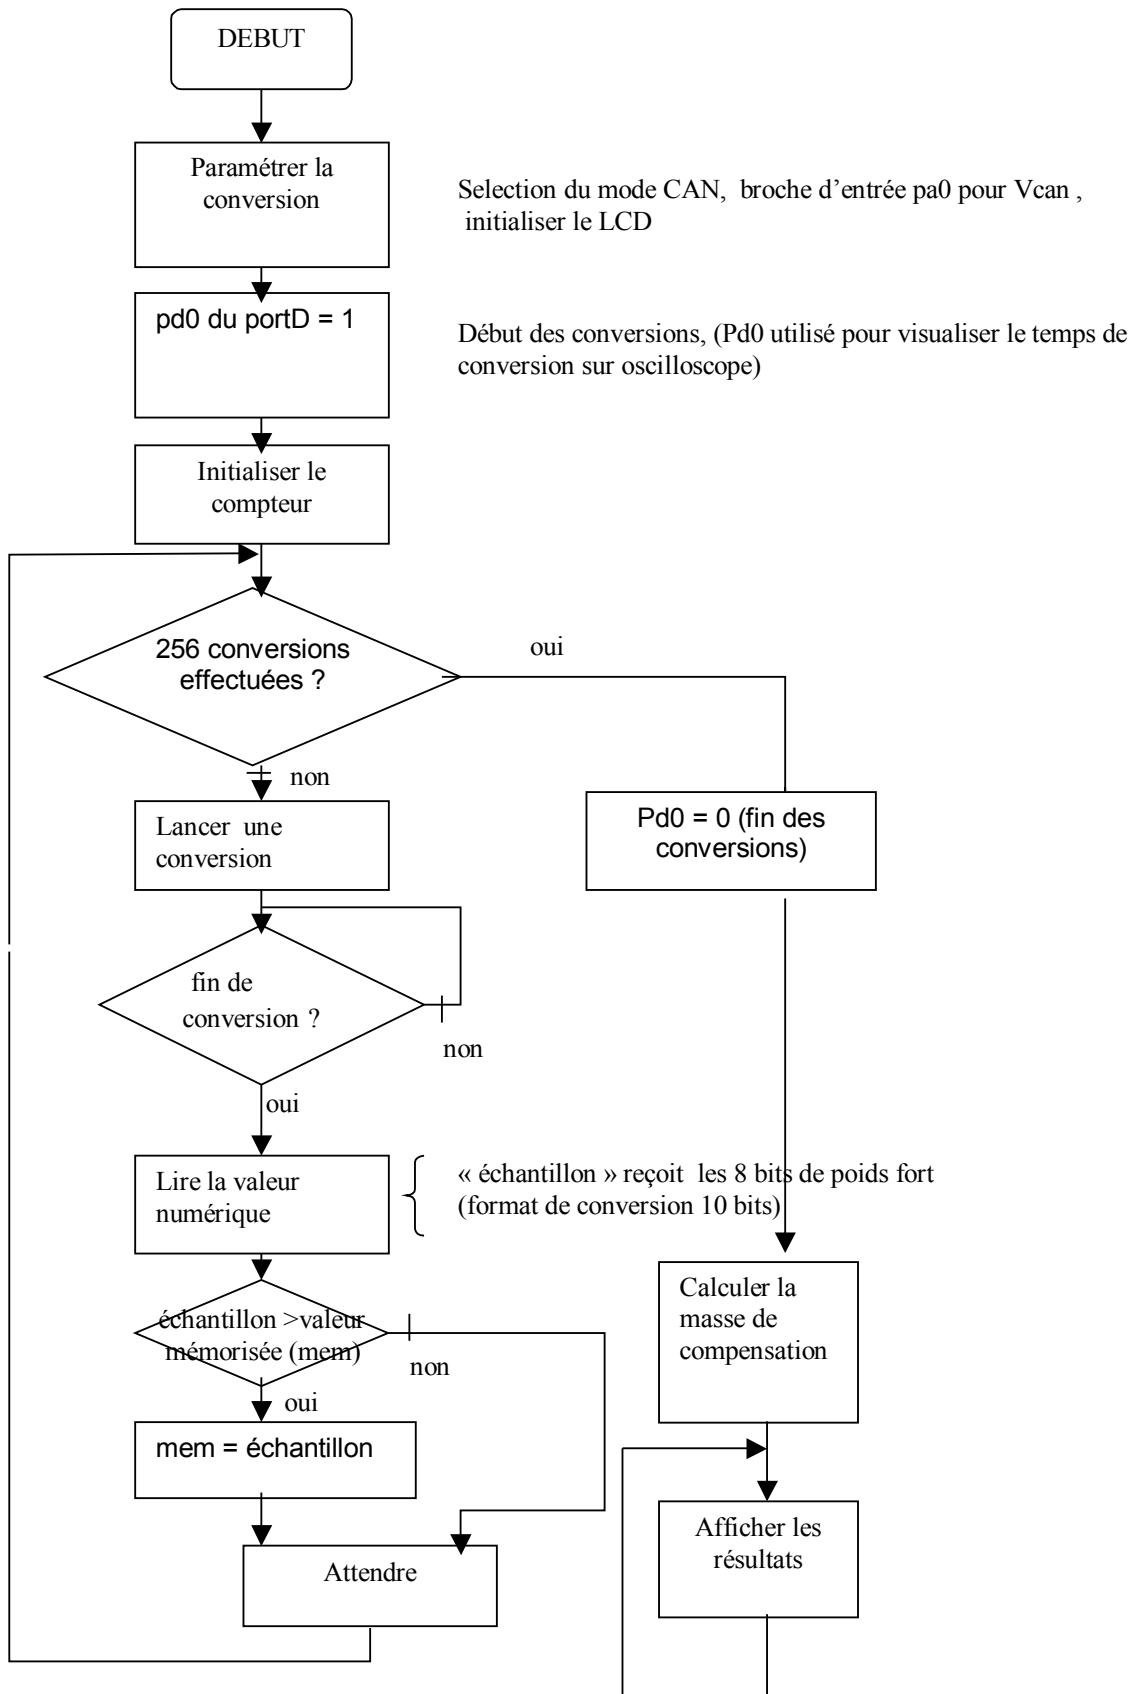 DEBUT
Paramétrer la
conversion
Selection du mode CAN, broche d'entrée pa0 pour Vcan ,
initialiser le LCD
pd0 du portD = 1
Début des conversions, (Pd0 utilisé pour visualiser le temps de
conversion sur oscilloscope)
Initialiser le
compteur
256 conversions
effectuées ?
oui
non
Lancer une
conversion
Pd0 = 0 (fin des
conversions)
fin de
conversion ?
non
oui
Lire la valeur
numérique
« échantillon » reçoit les 8 bits de poids fort
(format de conversion 10 bits)
échantillon >valeur
mémorisée (mem)
non
oui
Calculer la
masse de
compensation
mem = échantillon
Afficher les
résultats
Attendre